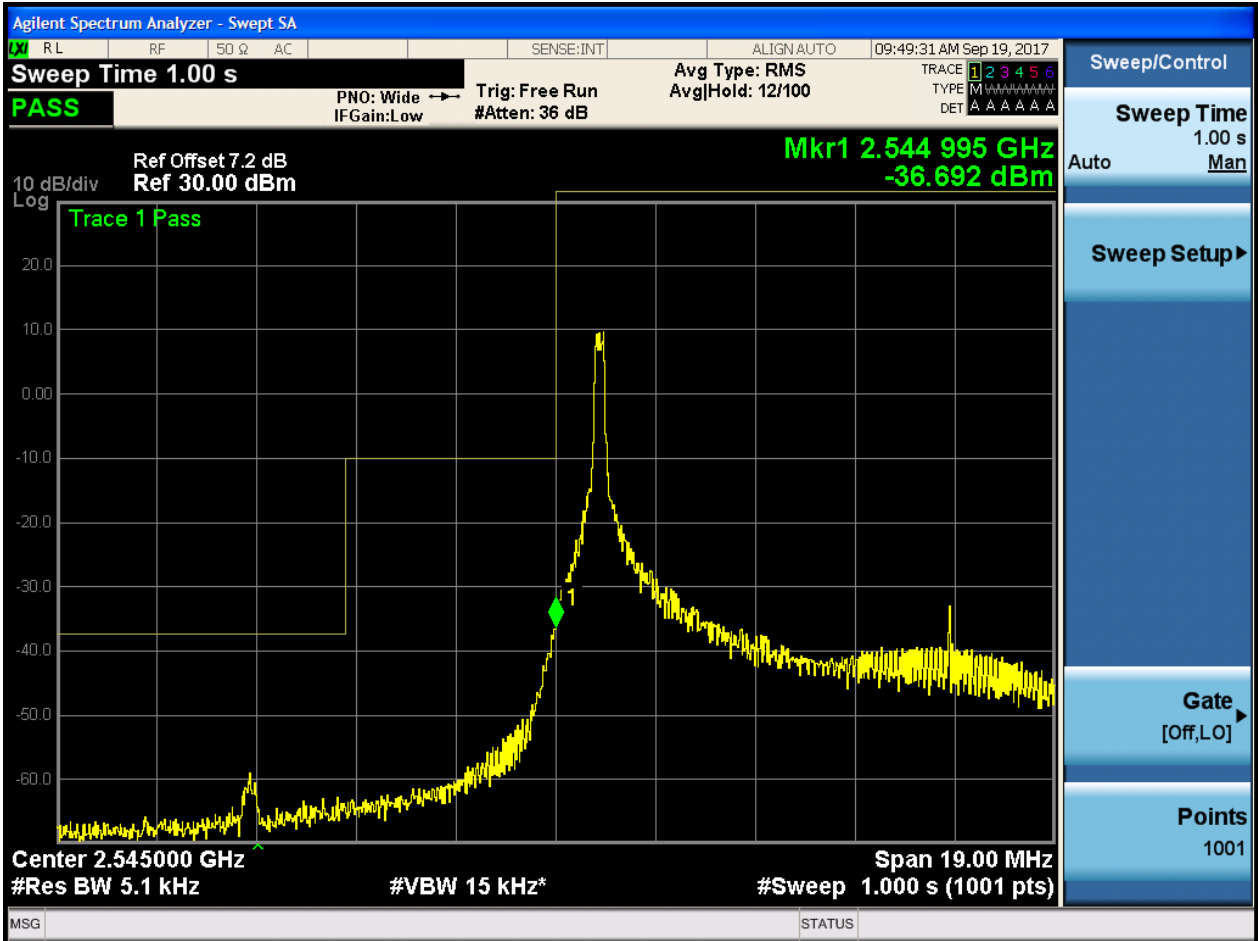 Agilent Spectrum Analyzer - Swept SA
LXI RL RF 50 Ω AC SENSE:INT ALIGN AUTO 09:49:31 AM Sep 19, 2017
Sweep Time 1.00 s
PASS
PNO: Wide
IFGain:Low
Trig: Free Run
#Atten: 36 dB
Avg Type: RMS
Avg|Hold: 12/100
TRACE 1 2 3 4 5 6
TYPE M WWWWW
DET A A A A A A
Mkr1 2.544 995 GHz
-36.692 dBm
Ref Offset 7.2 dB
10 dB/div Ref 30.00 dBm
Log
Trace 1 Pass
20.0
10.0
0.00
-10.0
-20.0
-30.0
1
-40.0
-50.0
-60.0
Center 2.545000 GHz Span 19.00 MHz
#Res BW 5.1 kHz #VBW 15 kHz* #Sweep 1.000 s (1001 pts)
MSG STATUS
Sweep/Control
Sweep Time
1.00 s
Auto Man
Sweep Setup
Gate
[Off,LO]
Points
1001